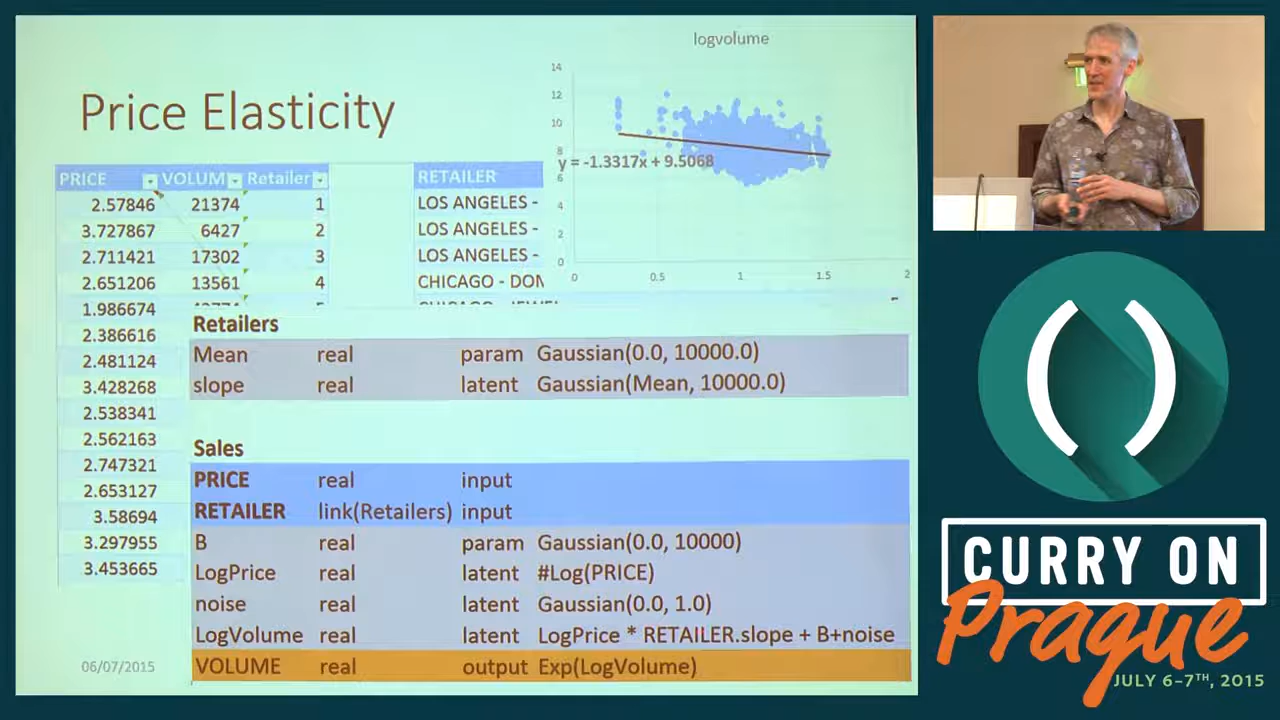 Price Elasticity
PRICE VOLUM Retailer
2.57846 21374 1
3.727867 6427 2
2.711421 17302 3
2.651206 13561 4
1.986674
2.386616
2.481124
3.428268
2.538341
2.562163
2.747321
2.653127
3.58694
3.297955
3.453665
RETAILER
LOS ANGELES -
LOS ANGELES -
LOS ANGELES -
CHICAGO - DOM
logvolume
14
12
10
8
6
4
2
0
0 0.5 1 1.5 2
y = -1.3317x + 9.5068
Retailers
Mean real param Gaussian(0.0, 10000.0)
slope real latent Gaussian(Mean, 10000.0)
Sales
PRICE real input
RETAILER link(Retailers) input
B real param Gaussian(0.0, 10000)
LogPrice real latent #Log(PRICE)
noise real latent Gaussian(0.0, 1.0)
LogVolume real latent LogPrice * RETAILER.slope + B+noise
VOLUME real output Exp(LogVolume)
06/07/2015
( )
CURRY ON
Prague
JULY 6-7TH, 2015